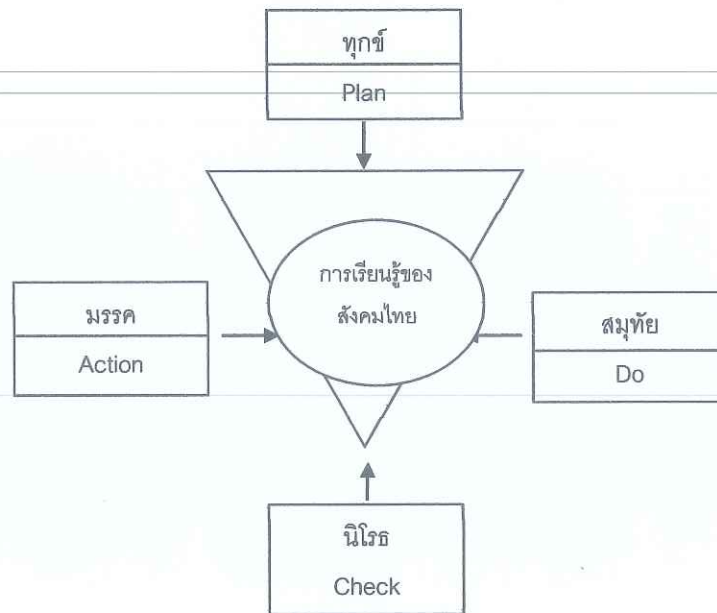 ทุกข์
Plan
การเรียนรู้ของ
สังคมไทย
มรรค
Action
สมุทัย
Do
นิโรธ
Check